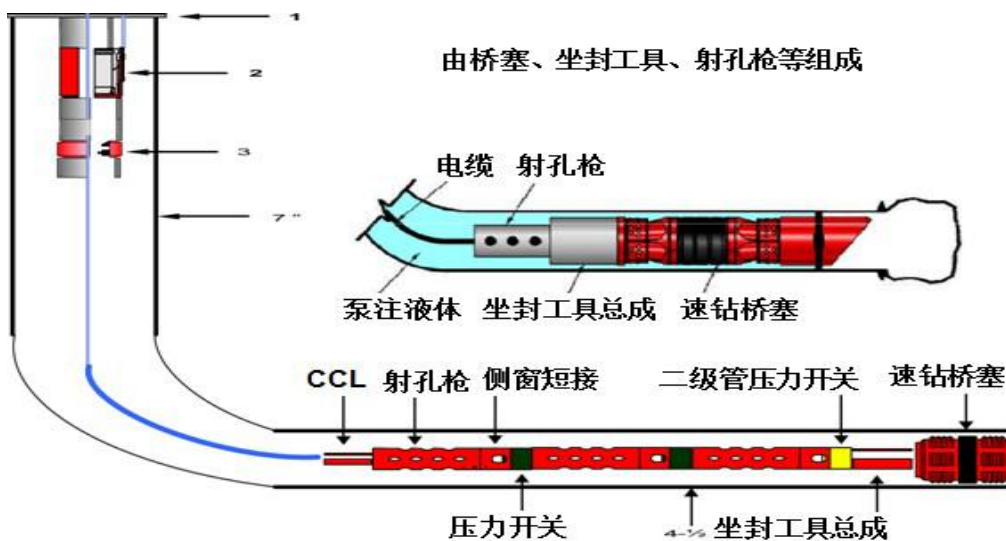 1
2
由桥塞、坐封工具、射孔枪等组成
3
电缆 射孔枪
7"
泵注液体 坐封工具总成 速钻桥塞
CCL 射孔枪 侧窗短接 二级管压力开关 速钻桥塞
压力开关 4-½ 坐封工具总成